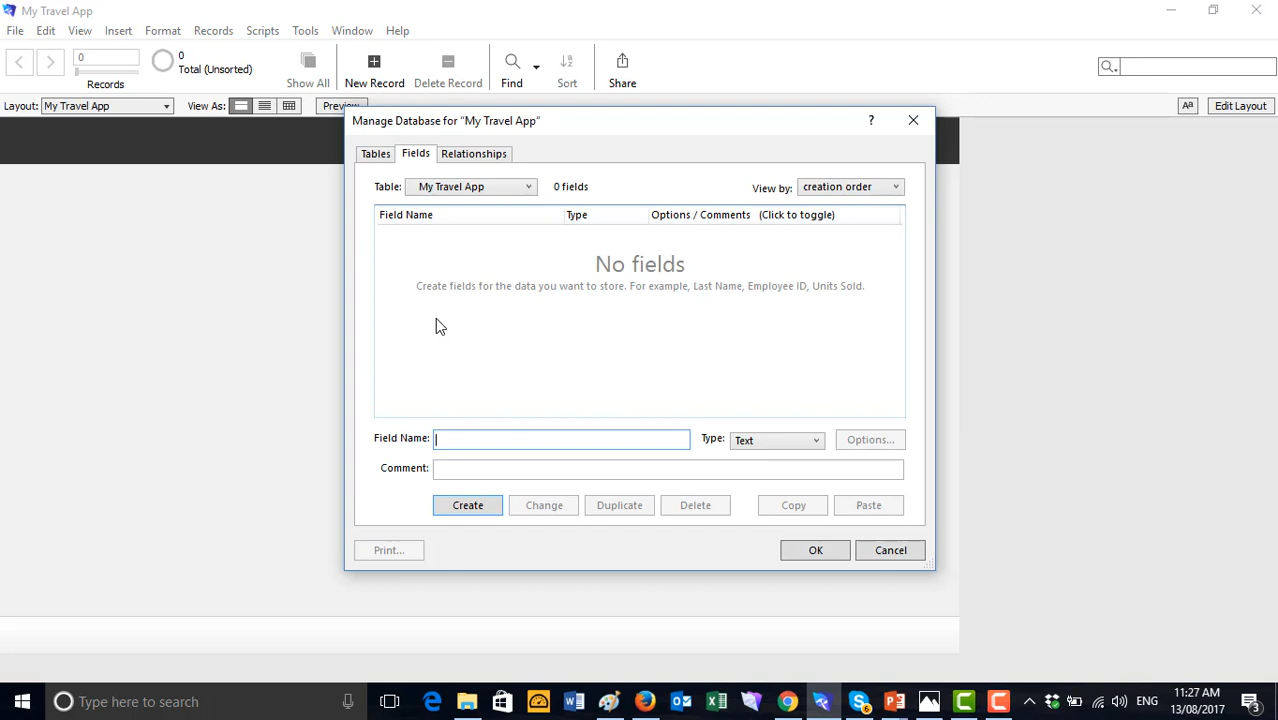 My Travel App
File Edit View Insert Format Records Scripts Tools Window Help
0
0
Total (Unsorted)
Records
Show All
New Record
Delete Record
Find
Sort
Share
Layout: My Travel App View As: Preview Aa Edit Layout
Manage Database for “My Travel App” ?
Tables Fields Relationships
Table: My Travel App 0 fields View by: creation order
Field Name Type Options / Comments (Click to toggle)
No fields
Create fields for the data you want to store. For example, Last Name, Employee ID, Units Sold.
Field Name: Type: Text Options...
Comment:
Create Change Duplicate Delete Copy Paste
Print... OK Cancel
Type here to search
6
ENG
11:27 AM
13/08/2017
3